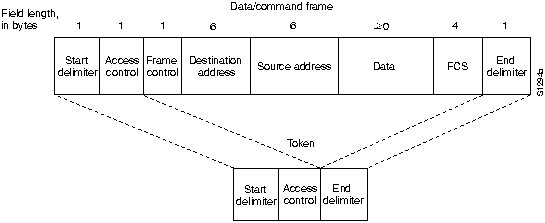 Data/command frame
Field length,
in bytes
1 1 1 6 6 ≥0 4 1
Start delimiter
Access control
Frame control
Destination address
Source address
Data
FCS
End delimiter
Token
Start delimiter
Access control
End delimiter